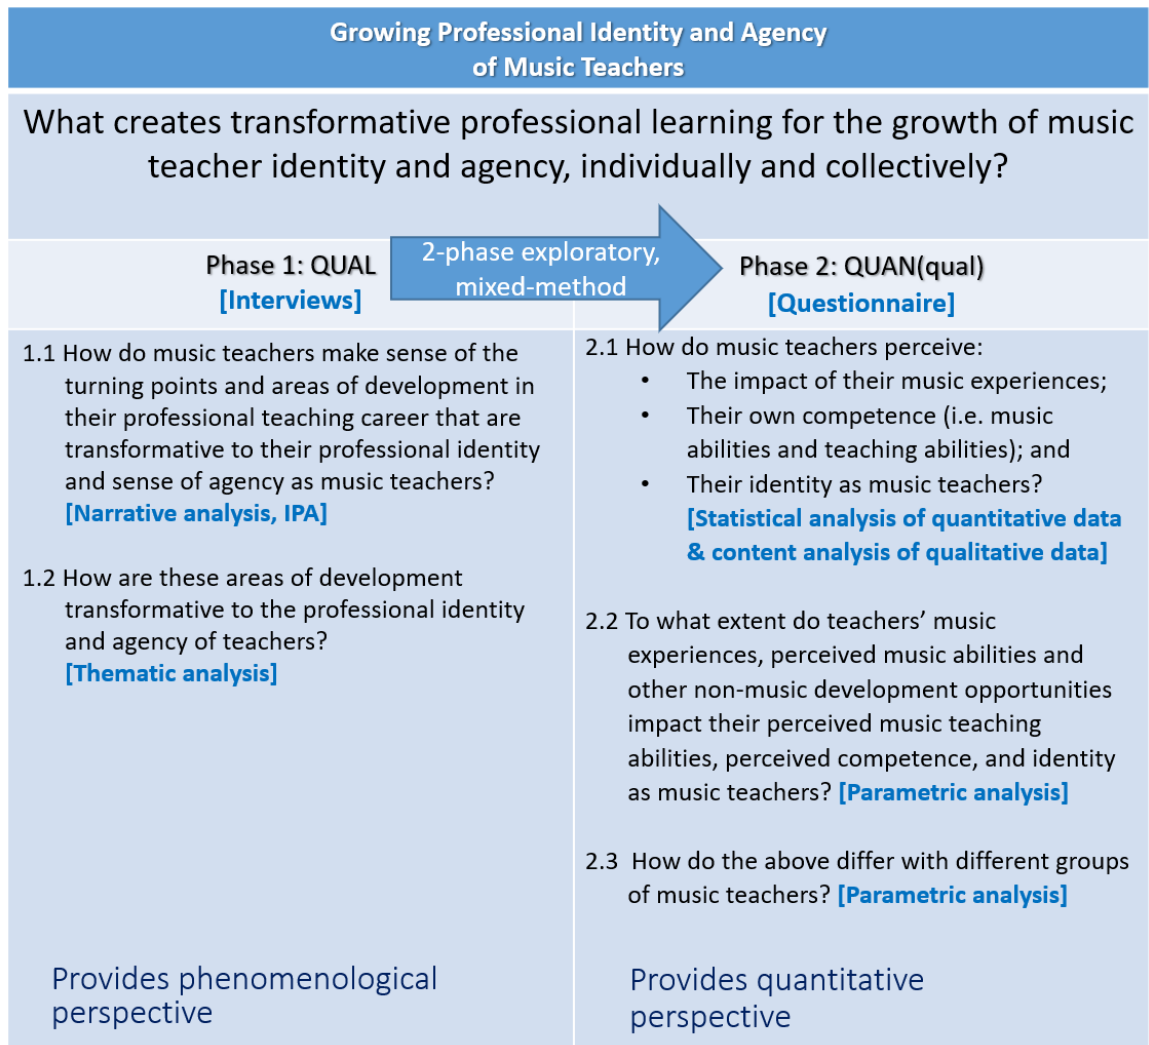 Growing Professional Identity and Agency
of Music Teachers
What creates transformative professional learning for the growth of music
teacher identity and agency, individually and collectively?
Phase 1: QUAL
[Interviews]
2-phase exploratory,
mixed-method
Phase 2: QUAN(qual)
[Questionnaire]
1.1 How do music teachers make sense of the
turning points and areas of development in
their professional teaching career that are
transformative to their professional identity
and sense of agency as music teachers?
[Narrative analysis, IPA]
1.2 How are these areas of development
transformative to the professional identity
and agency of teachers?
[Thematic analysis]
Provides phenomenological
perspective
2.1 How do music teachers perceive:
• The impact of their music experiences;
• Their own competence (i.e. music
abilities and teaching abilities); and
• Their identity as music teachers?
[Statistical analysis of quantitative data
& content analysis of qualitative data]
2.2 To what extent do teachers’ music
experiences, perceived music abilities and
other non-music development opportunities
impact their perceived music teaching
abilities, perceived competence, and identity
as music teachers? [Parametric analysis]
2.3 How do the above differ with different groups
of music teachers? [Parametric analysis]
Provides quantitative
perspective